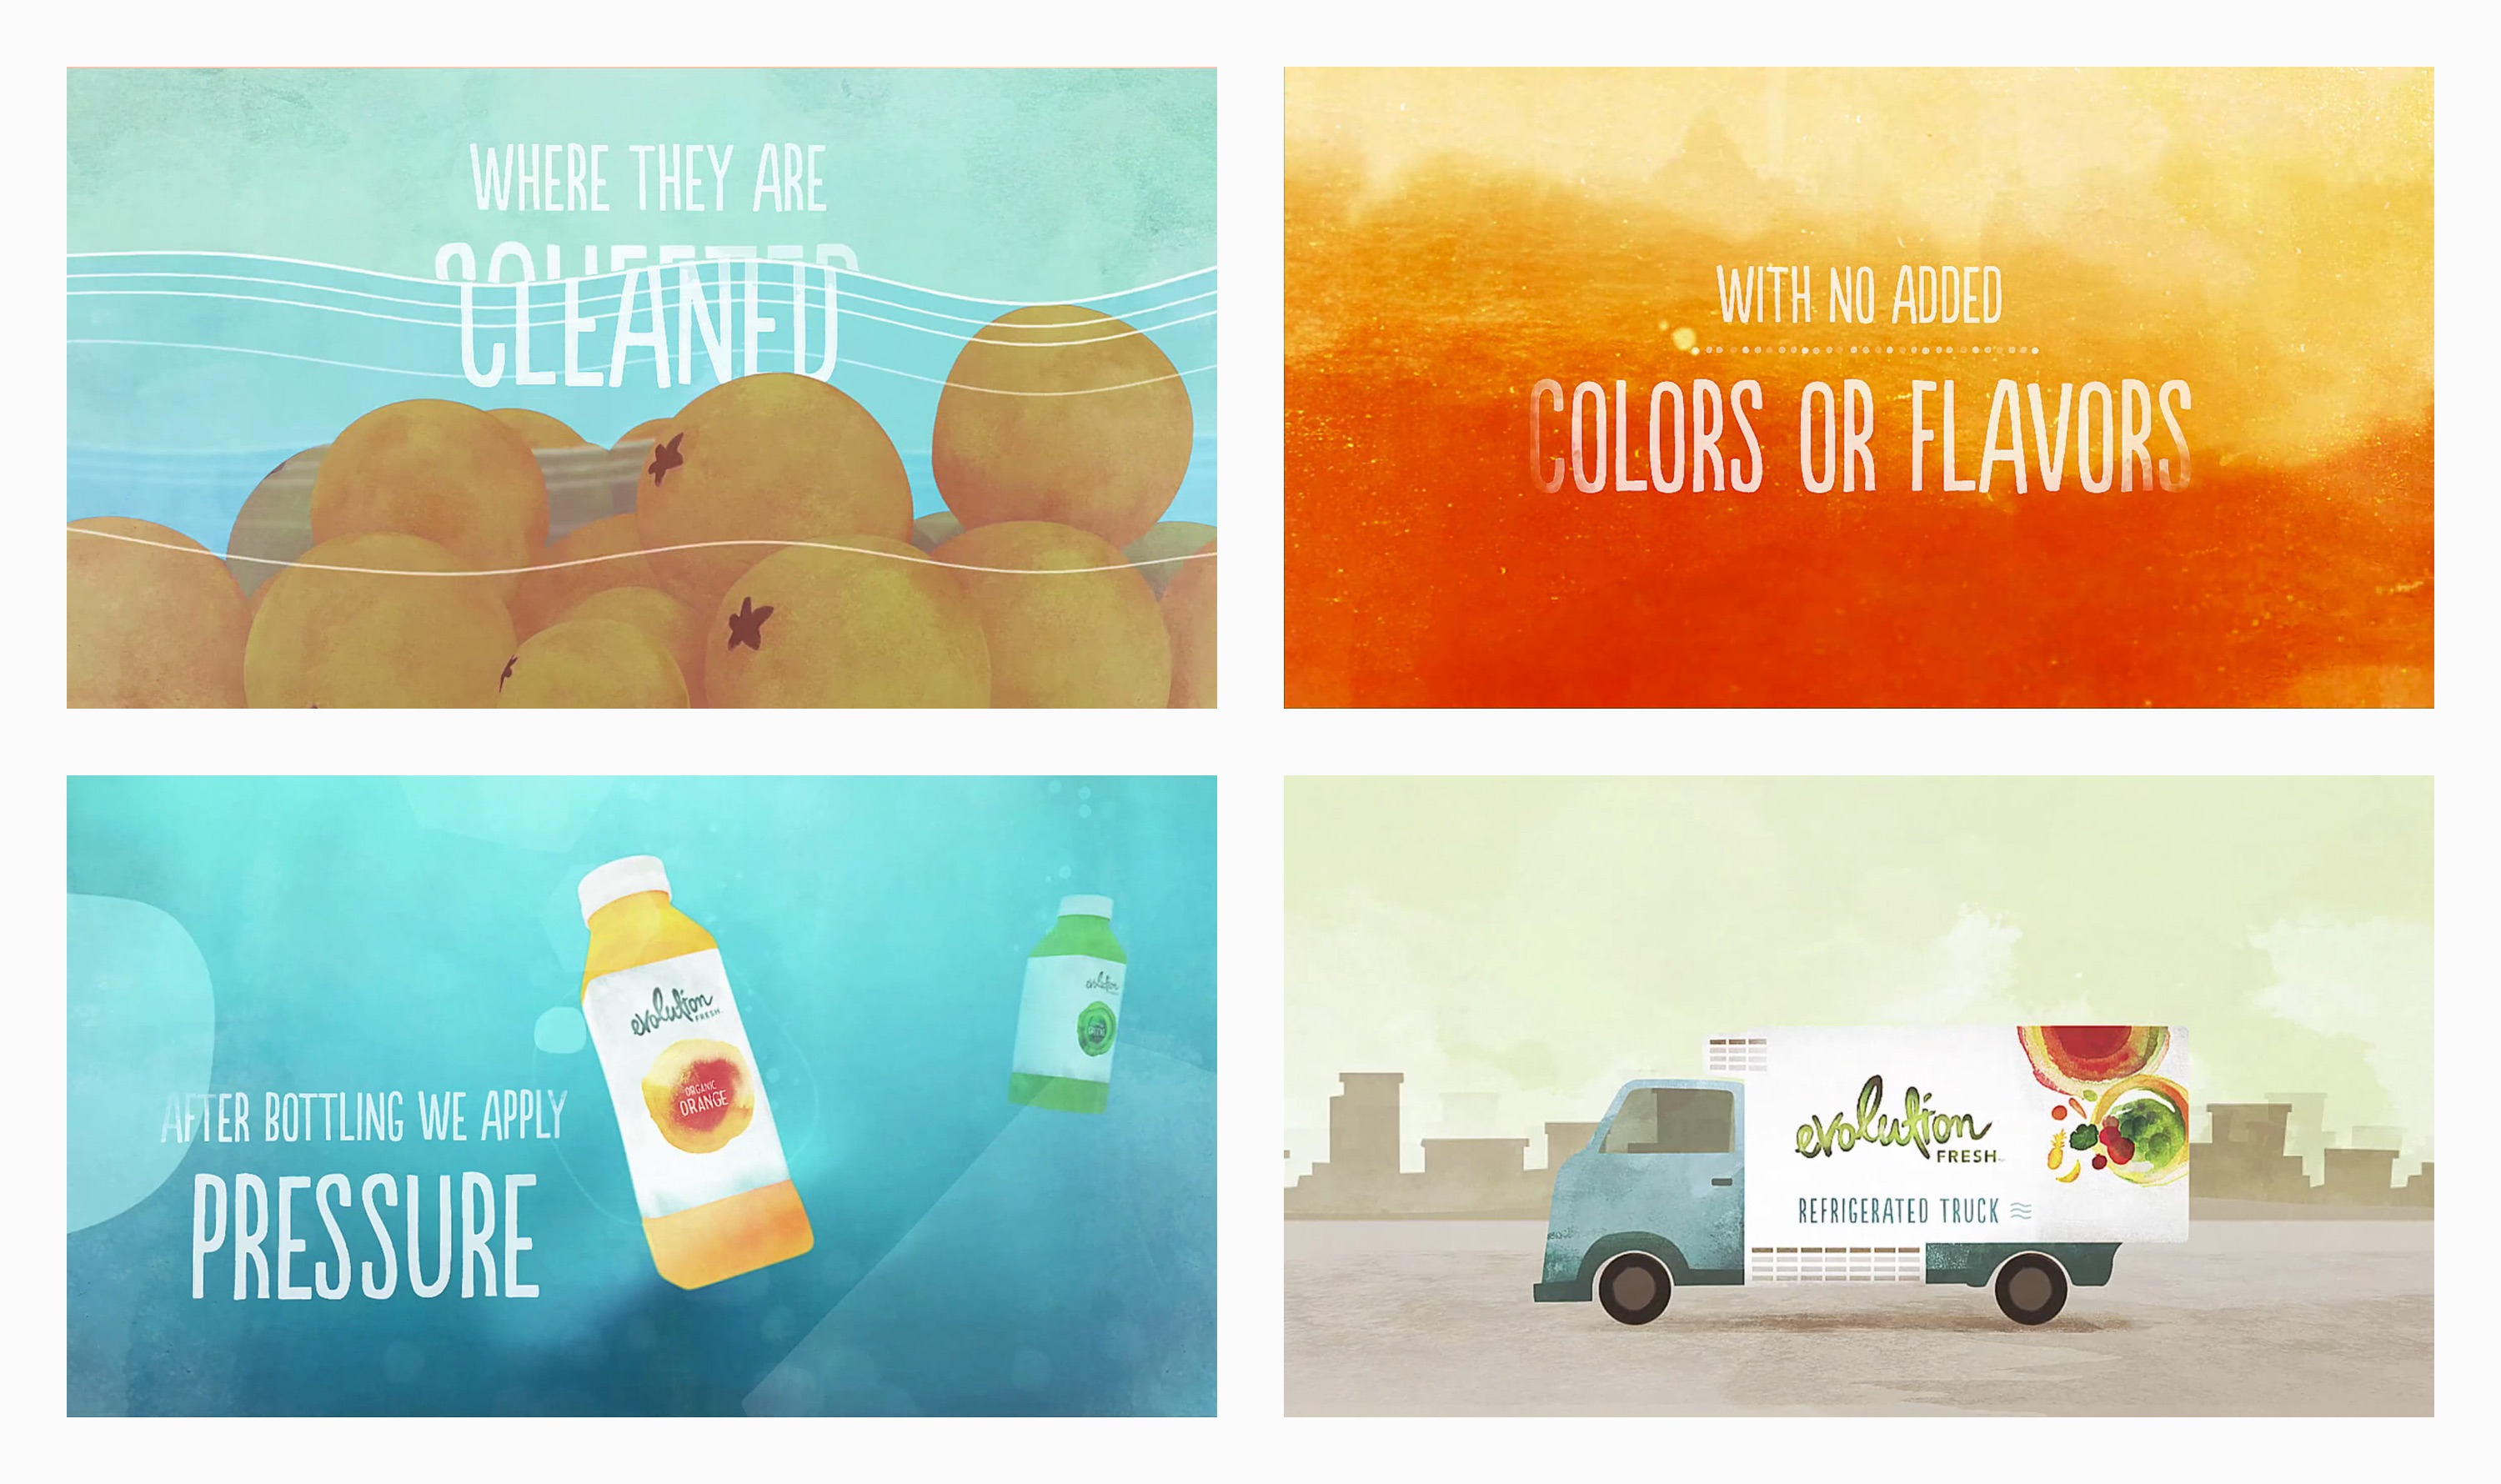 WHERE THEY ARE
SQUEEZED
CLEANED
WITH NO ADDED
COLORS OR FLAVORS
AFTER BOTTLING WE APPLY
PRESSURE
evolution
FRESH
ORGANIC
ORANGE
evolution
evolution
FRESH
REFRIGERATED TRUCK